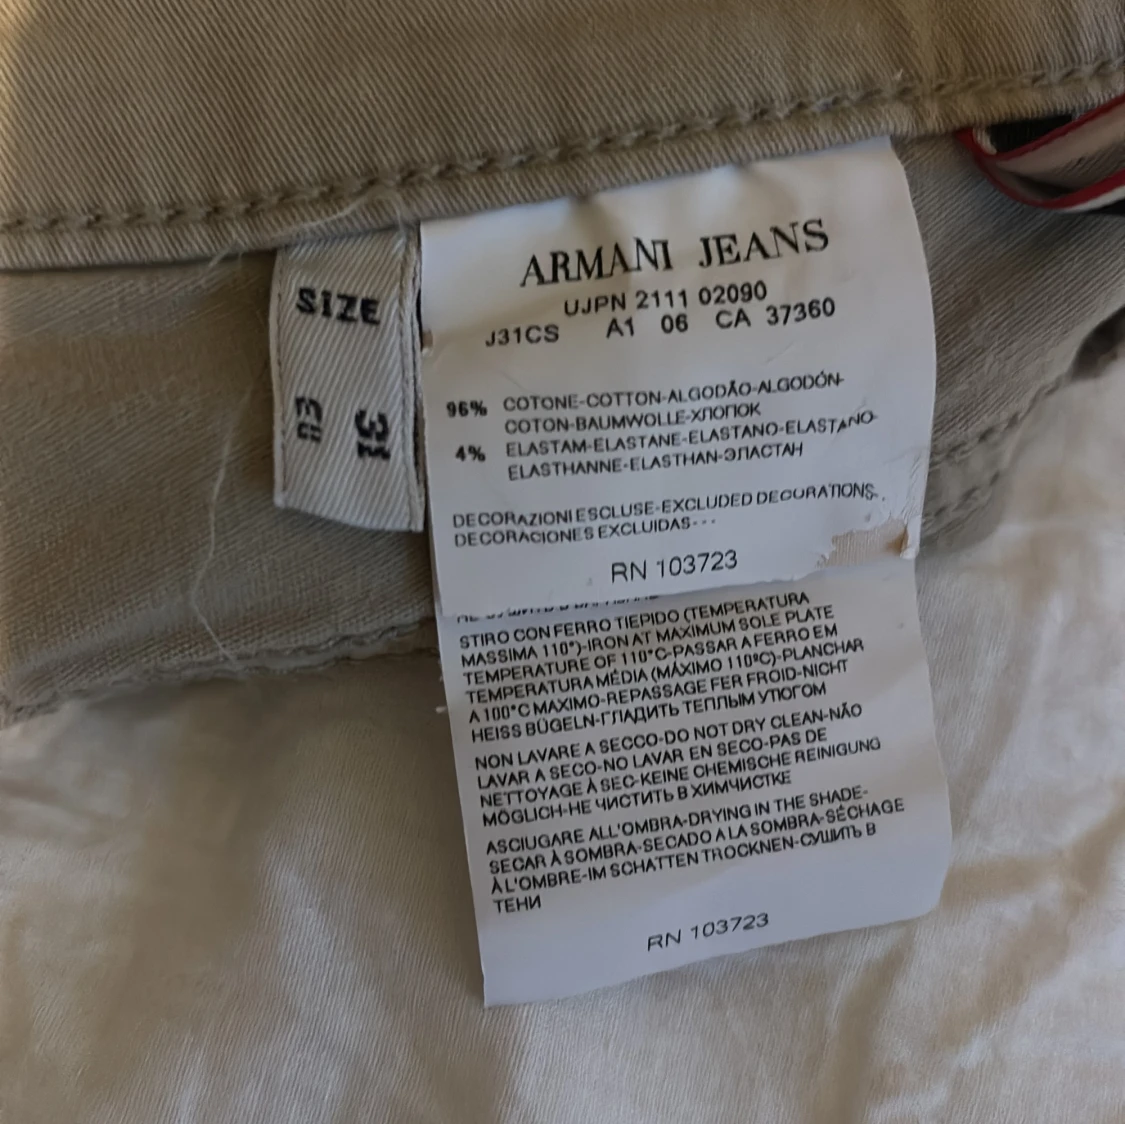 SIZE
31
ARMANI JEANS
UJPN 2111 02090
J31CS A1 06 CA 37360
96% COTONE-COTTON-ALGODÃO-ALGODÓN-
COTON-BAUMWOLLE-ХЛОПОК
4% ELASTAM-ELASTANE-ELASTANO-ELASTANO-
ELASTHANNE-ELASTHAN-ЭЛАСТАН
DECORAZIONI ESCLUSE-EXCLUDED DECORATIONS.
DECORACIONES EXCLUIDAS---
RN 103723
STIRO CON FERRO TIEPIDO (TEMPERATURA
MASSIMA 110°)-IRON AT MAXIMUM SOLE PLATE
TEMPERATURE OF 110°C-PASSAR A FERRO EM
TEMPERATURA MÉDIA (MÁXIMO 110ºC)-PLANCHAR
A 100°C MAXIMO-REPASSAGE FER FROID-NICHT
HEISS BÜGELN-ГЛАДИТЬ ТЕПЛЫМ УТЮГОМ
NON LAVARE A SECCO-DO NOT DRY CLEAN-NÃO
LAVAR A SECO-NO LAVAR EN SECO-PAS DE
NETTOYAGE À SEC-KEINE CHEMISCHE REINIGUNG
MÖGLICH-НЕ ЧИСТИТЬ В ХИМЧИСТКЕ
ASCIUGARE ALL'OMBRA-DRYING IN THE SHADE-
SECAR À SOMBRA-SECADO A LA SOMBRA-SÉCHAGE
À L'OMBRE-IM SCHATTEN TROCKNEN-СУШИТЬ В
ТЕНИ
RN 103723